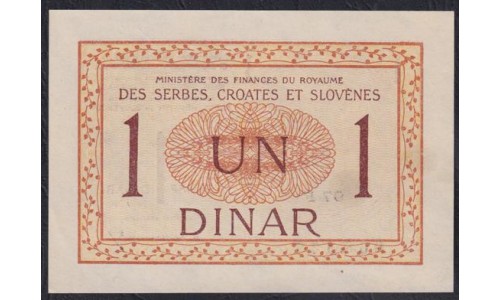 MINISTÈRE DES FINANCES DU ROYAUME
DES SERBES, CROATES ET SLOVÈNES
1 UN 1
DINAR